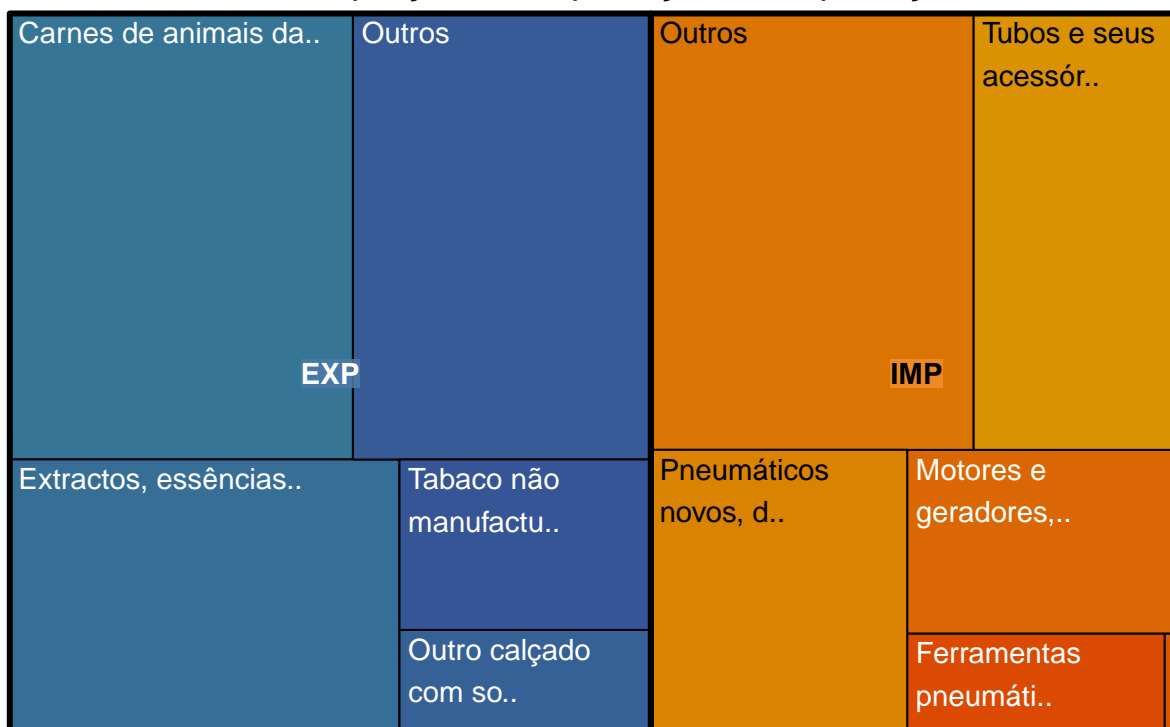 Carnes de animais da..
Outros
EXP
Extractos, essências..
Tabaco não
manufactu..
Outro calçado
com so..
Outros
Tubos e seus
acessór..
IMP
Pneumáticos
novos, d..
Motores e
geradores,..
Ferramentas
pneumáti..